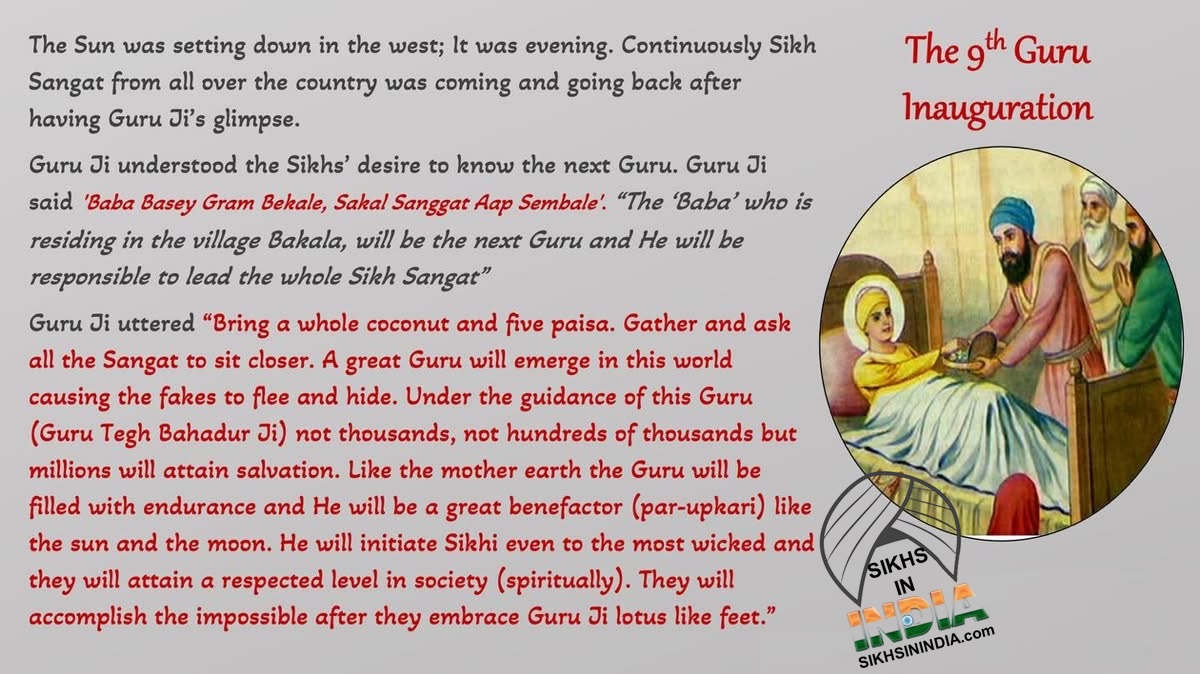 The Sun was setting down in the west; It was evening. Continuously Sikh
Sangat from all over the country was coming and going back after
having Guru Ji's glimpse.
Guru Ji understood the Sikhs' desire to know the next Guru. Guru Ji
said 'Baba Basey Gram Bekale, Sakal Sanggat Aap Sembale'. "The 'Baba' who is
residing in the village Bakala, will be the next Guru and He will be
responsible to lead the whole Sikh Sangat"
Guru Ji uttered "Bring a whole coconut and five paisa. Gather and ask
all the Sangat to sit closer. A great Guru will emerge in this world
causing the fakes to flee and hide. Under the guidance of this Guru
(Guru Tegh Bahadur Ji) not thousands, not hundreds of thousands but
millions will attain salvation. Like the mother earth the Guru will be
filled with endurance and He will be a great benefactor (par-upkari) like
the sun and the moon. He will initiate Sikhi even to the most wicked and
they will attain a respected level in society (spiritually). They will
accomplish the impossible after they embrace Guru Ji lotus like feet."
The 9th Guru
Inauguration
SIKHS
IN
INDIA
SIKHSININDIA.com